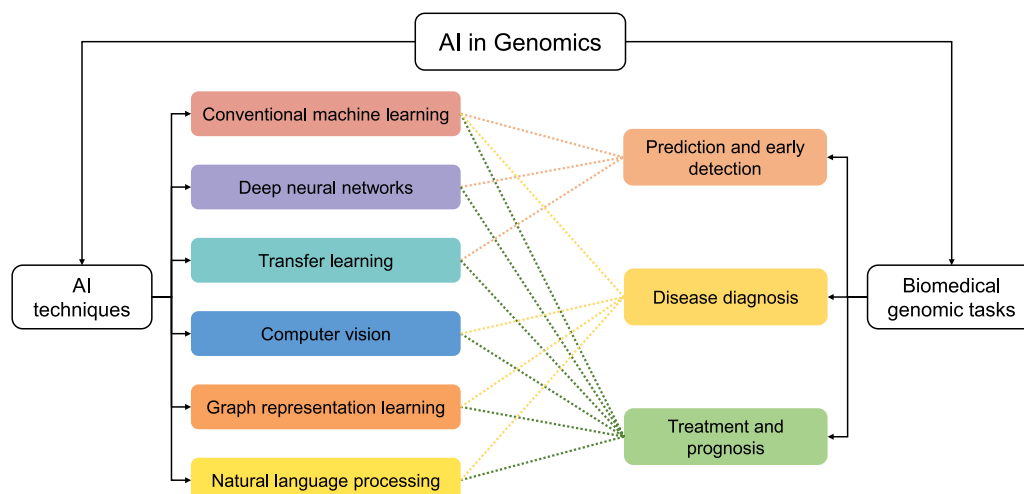 AI in Genomics
Conventional machine learning
Deep neural networks
Transfer learning
Computer vision
Graph representation learning
Natural language processing
AI
techniques
Prediction and early
detection
Disease diagnosis
Treatment and
prognosis
Biomedical
genomic tasks